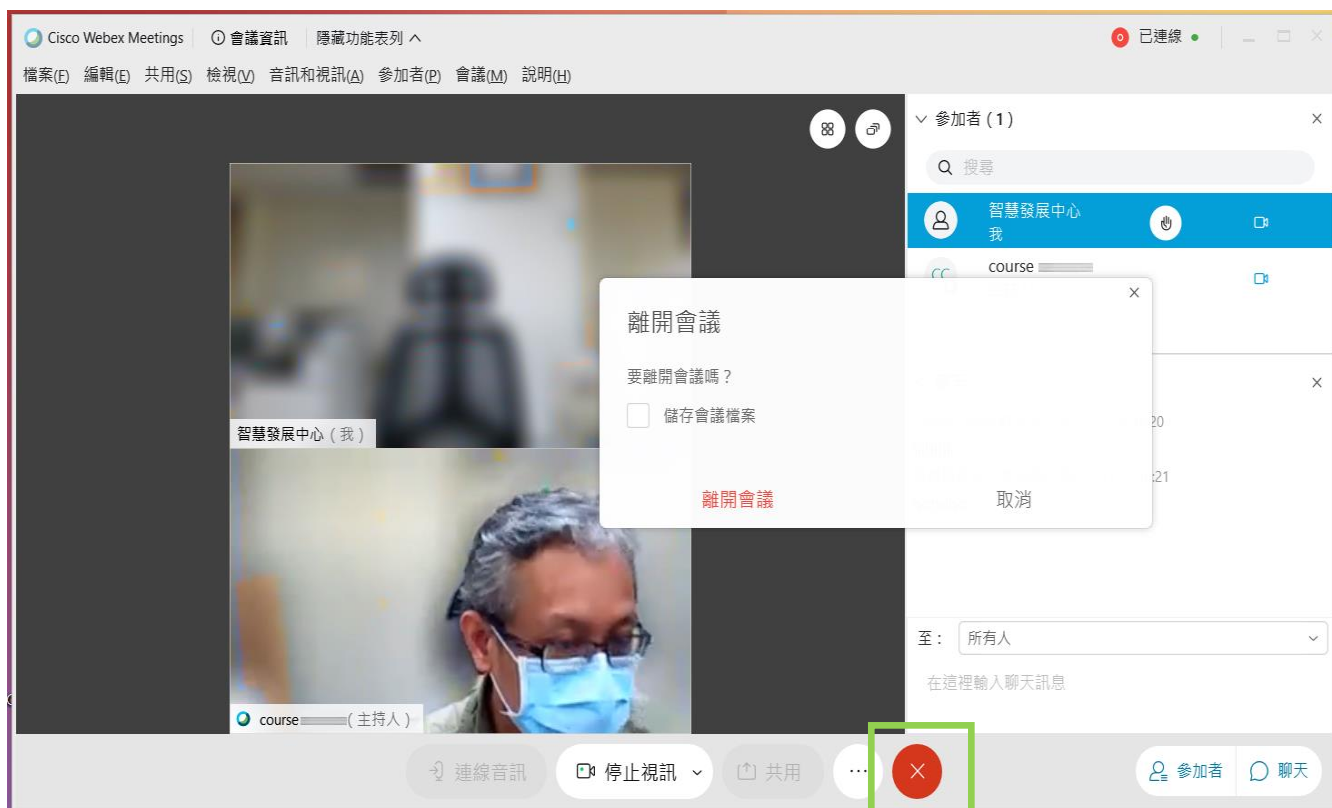 Cisco Webex Meetings 會議資訊 隱藏功能表列 已連線
檔案(F) 編輯(E) 共用(S) 檢視(V) 音訊和視訊(A) 參加者(P) 會議(M) 說明(H)
參加者 (1)
搜尋
智慧發展中心
我
CC course
離開會議
要離開會議嗎?
儲存會議檔案
20
:21
離開會議 取消
智慧發展中心 (我)
course (主持人)
至: 所有人
在這裡輸入聊天訊息
連線音訊 停止視訊 共用 ... 參加者 聊天